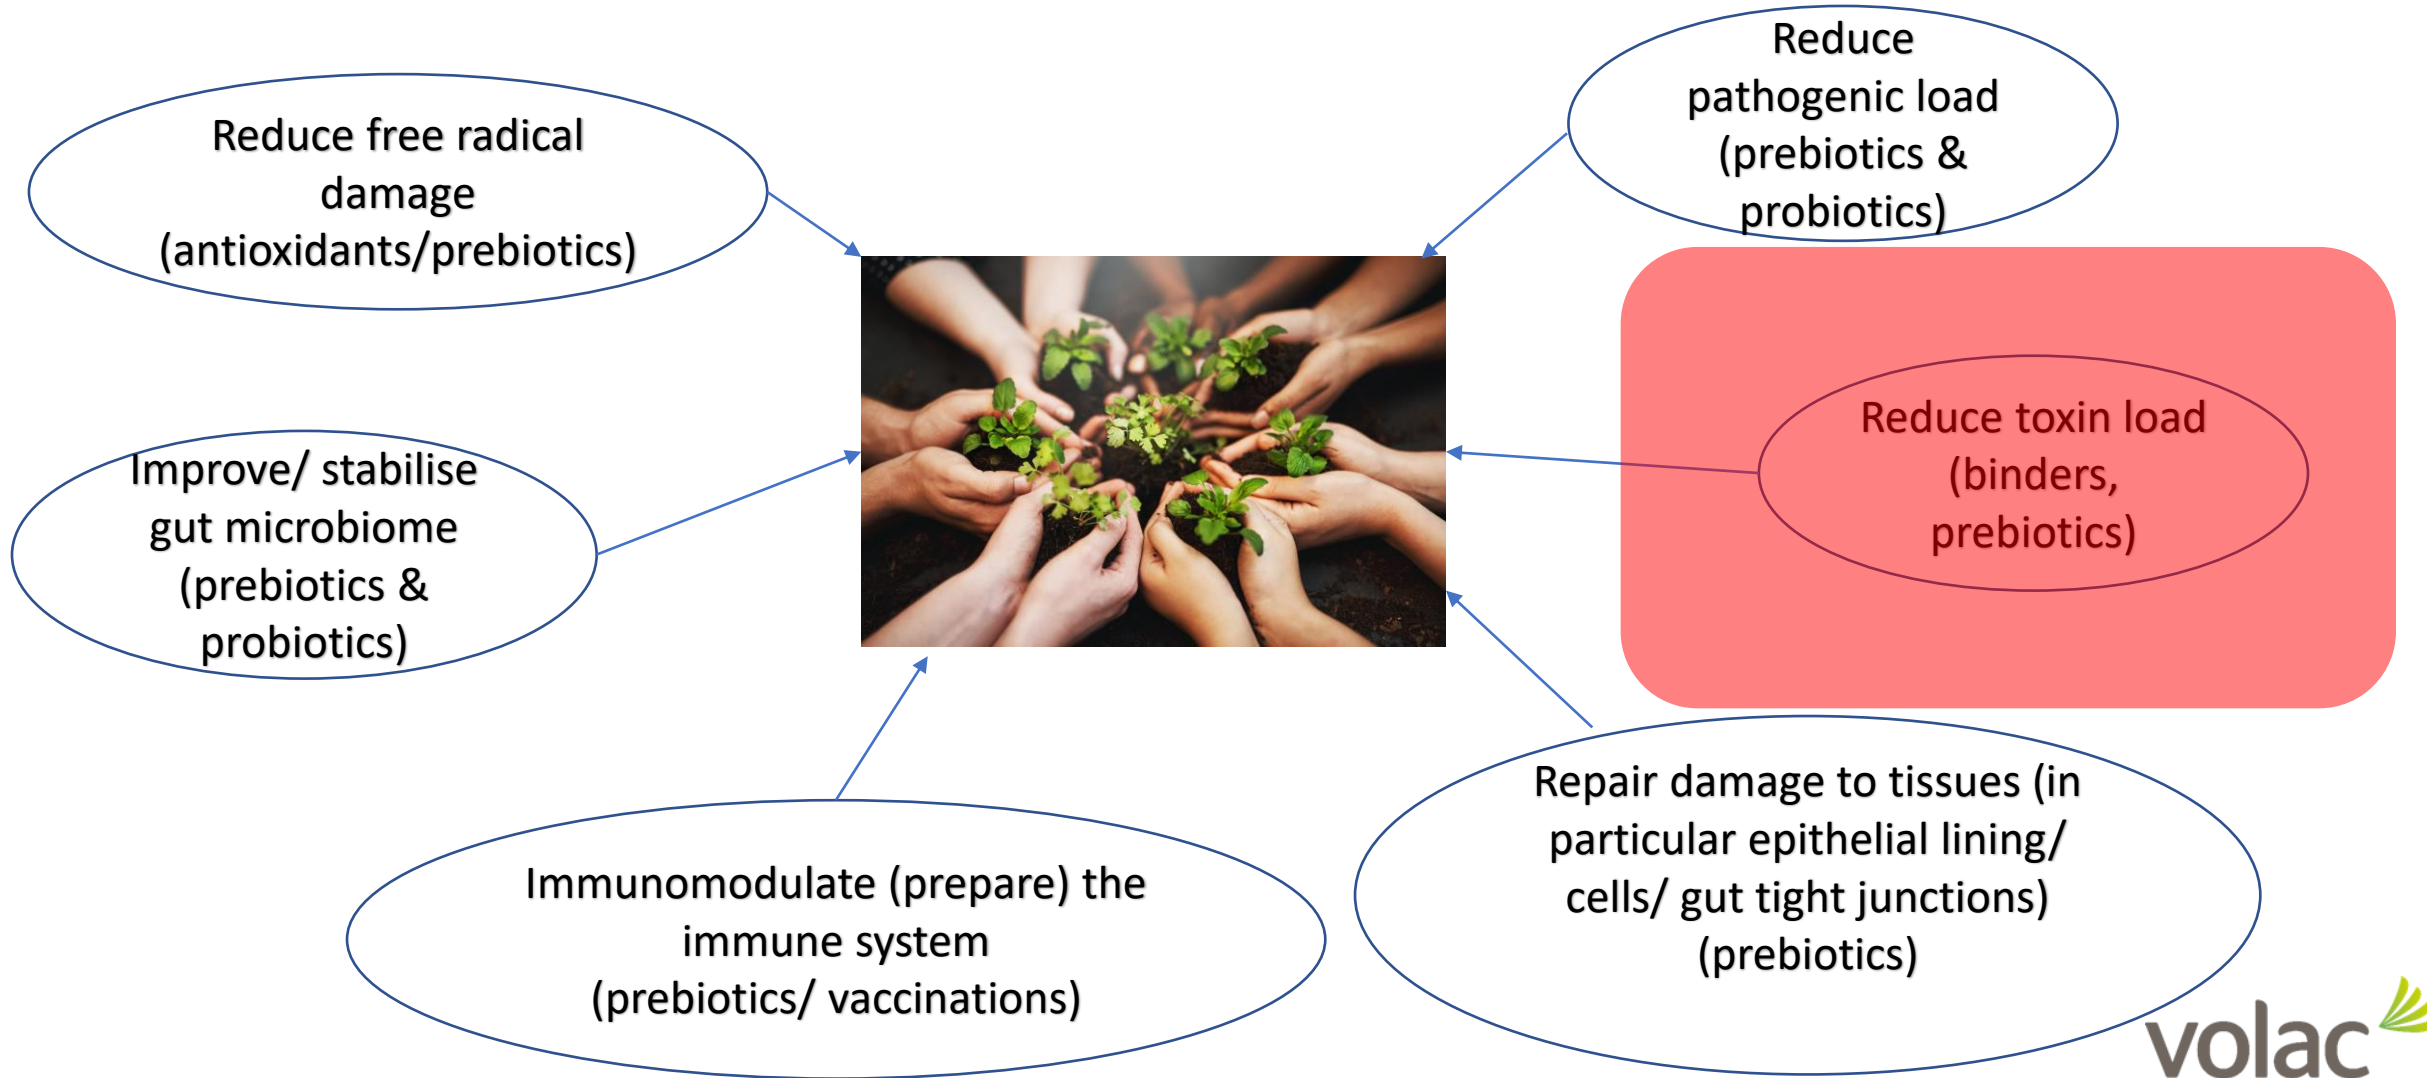 Reduce free radical
damage
(antioxidants/prebiotics)
Reduce
pathogenic load
(prebiotics &
probiotics)
Improve/ stabilise
gut microbiome
(prebiotics &
probiotics)
Reduce toxin load
(binders,
prebiotics)
Immunomodulate (prepare) the
immune system
(prebiotics/ vaccinations)
Repair damage to tissues (in
particular epithelial lining/
cells/ gut tight junctions)
(prebiotics)
volac